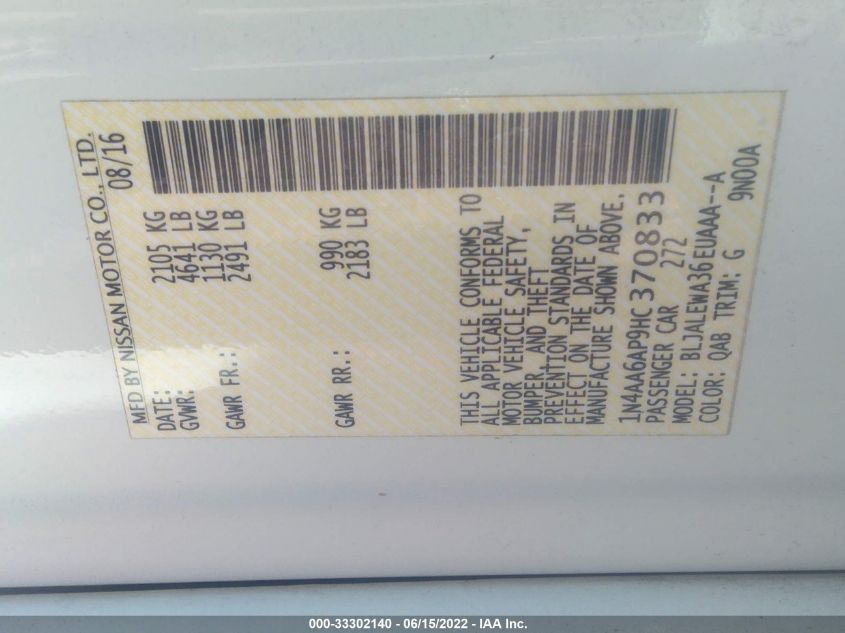 MFD BY NISSAN MOTOR CO., LTD.
DATE: 08/16
GVWR: 2105 KG
4641 LB
GAWR FR.: 1130 KG
2491 LB
GAWR RR.: 990 KG
2183 LB
THIS VEHICLE CONFORMS TO
ALL APPLICABLE FEDERAL
MOTOR VEHICLE SAFETY,
BUMPER, AND THEFT
PREVENTION STANDARDS IN
EFFECT ON THE DATE OF
MANUFACTURE SHOWN ABOVE.
1N4AA6AP9HC370833
PASSENGER CAR 272
MODEL: BLJALEWA36EUAAA--A
COLOR: QAB TRIM: G 9N00A
000-33302140 - 06/15/2022 - IAA Inc.